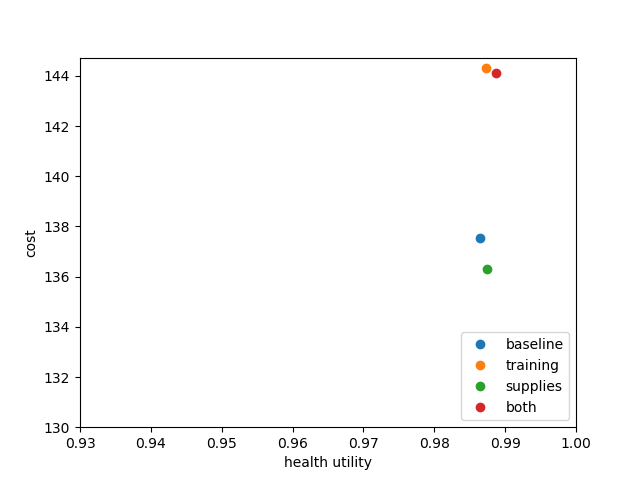 144
142
140
138
136
134
132
130
cost
0.93 0.94 0.95 0.96 0.97 0.98 0.99 1.00
health utility
baseline
training
supplies
both